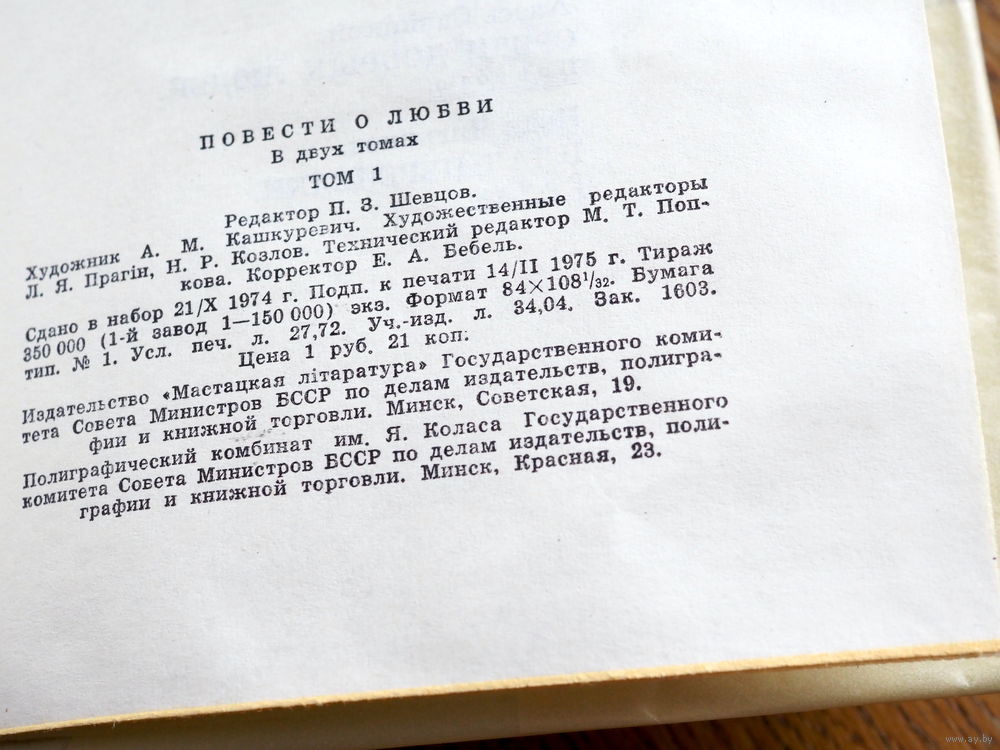 ПОВЕСТИ О ЛЮБВИ
В двух томах
ТОМ 1
Редактор П. З. Шевцов.
Художник А. М. Кашкуревич. Художественные редакторы
Л. Я. Прагін, Н. Р. Козлов. Технический редактор М. Т. Поп-
кова. Корректор Е. А. Бебель.
Сдано в набор 21/X 1974 г. Подп. к печати 14/II 1975 г. Тираж
350 000 (1-й завод 1—150 000) экз. Формат 84×108¹/₃₂. Бумага
тип. № 1. Усл. печ. л. 27,72. Уч.-изд. л. 34,04. Зак. 1603.
Цена 1 руб. 21 коп.
Издательство «Мастацкая літаратура» Государственного коми-
тета Совета Министров БССР по делам издательств, полигра-
фии и книжной торговли. Минск, Советская, 19.
Полиграфический комбинат им. Я. Коласа Государственного
комитета Совета Министров БССР по делам издательств, поли-
графии и книжной торговли. Минск, Красная, 23.
www.ay.by